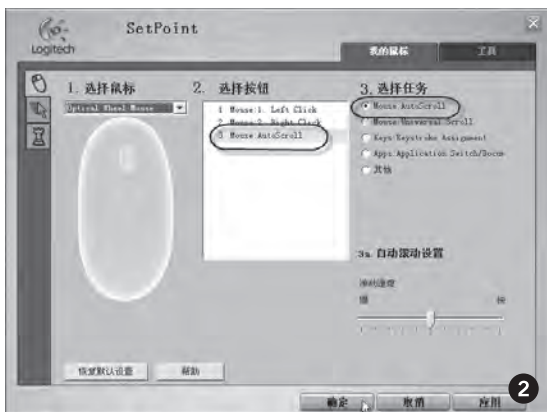 SetPoint
Logitech
我的鼠标
工具
1. 选择鼠标
Optical Wheel Mouse
2. 选择按钮
1 Mouse:1. Left Click
2 Mouse:2. Right Click
3 Mouse AutoScroll
3. 选择任务
Mouse AutoScroll
Mouse Universal Scroll
Keys:Keystroke Assignment
Apps:Application Switch/Docum
其他
3a. 自动滚动设置
滚动速度
慢
快
恢复默认设置
帮助
确定
取消
应用
2